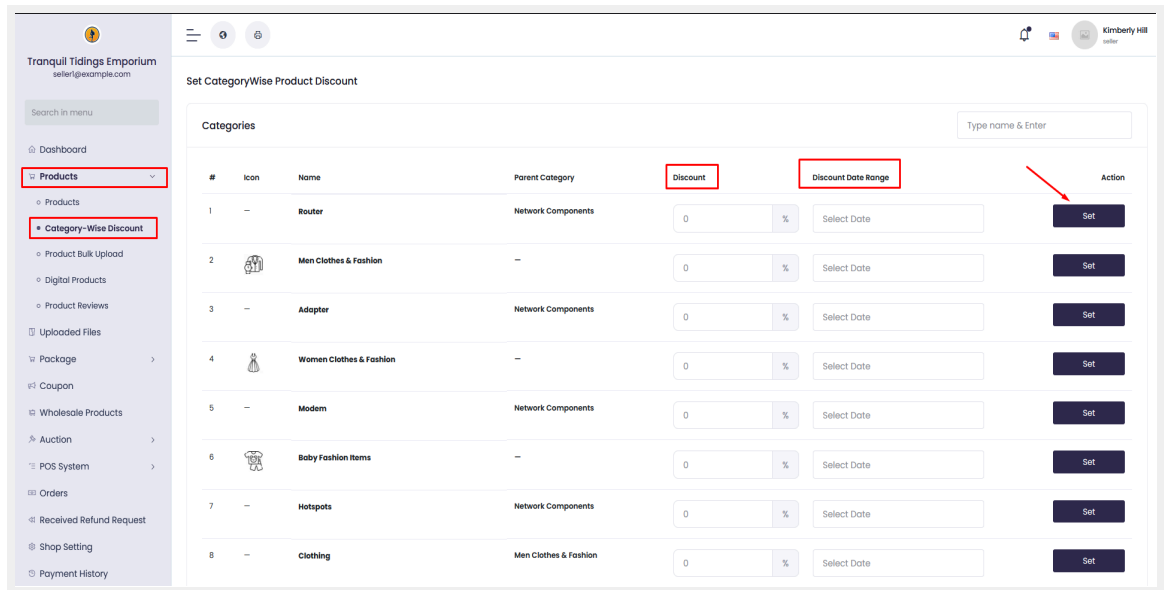 Tranquil Tidings Emporium
seller1@example.com
Search in menu
Dashboard
Products
Products
Category-Wise Discount
Product Bulk Upload
Digital Products
Product Reviews
Uploaded Files
Package
Coupon
Wholesale Products
Auction
POS System
Orders
Received Refund Request
Shop Setting
Payment History
Kimberly Hill
seller
Set CategoryWise Product Discount
Categories
Type name & Enter
# Icon Name Parent Category Discount Discount Date Range Action
1 — Router Network Components 0 % Select Date Set
2 Men Clothes & Fashion — 0 % Select Date Set
3 — Adapter Network Components 0 % Select Date Set
4 Women Clothes & Fashion — 0 % Select Date Set
5 — Modem Network Components 0 % Select Date Set
6 Baby Fashion Items — 0 % Select Date Set
7 — Hotspots Network Components 0 % Select Date Set
8 — Clothing Men Clothes & Fashion 0 % Select Date Set